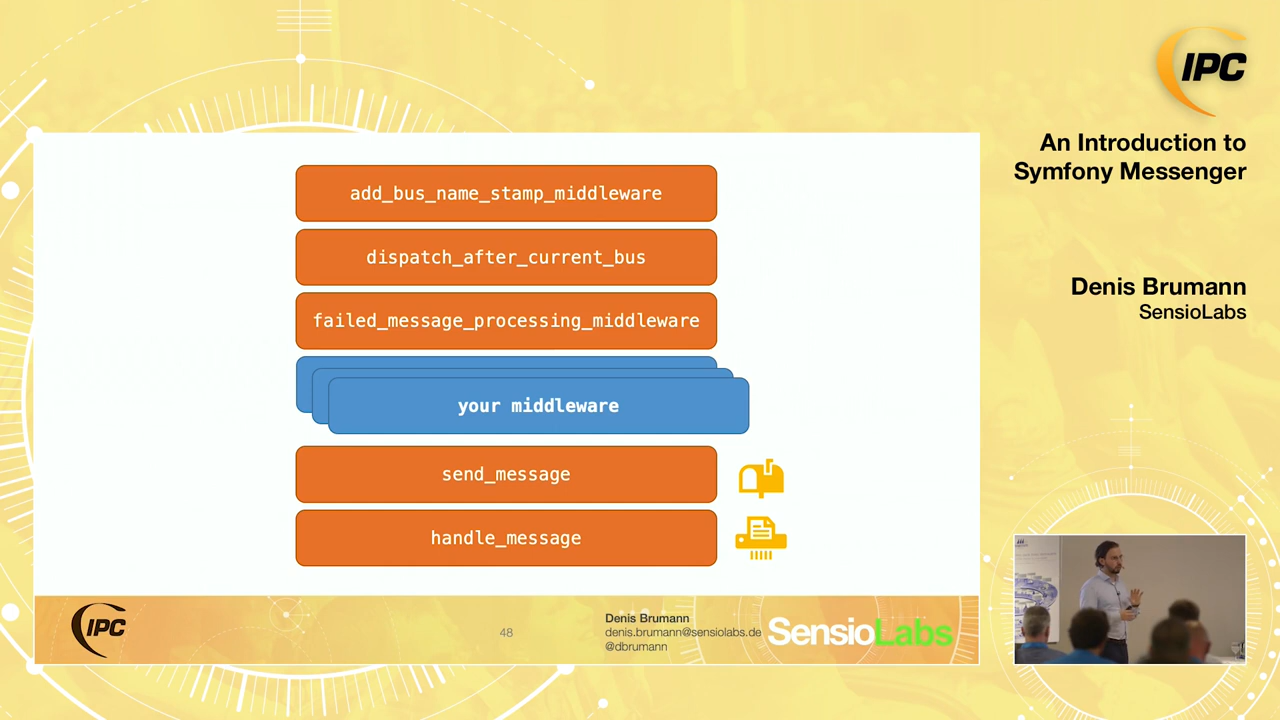 IPC
An Introduction to
Symfony Messenger
Denis Brumann
SensioLabs
add_bus_name_stamp_middleware
dispatch_after_current_bus
failed_message_processing_middleware
your middleware
send_message
handle_message
IPC
48
Denis Brumann
denis.brumann@sensiolabs.de
@dbrumann
SensioLabs